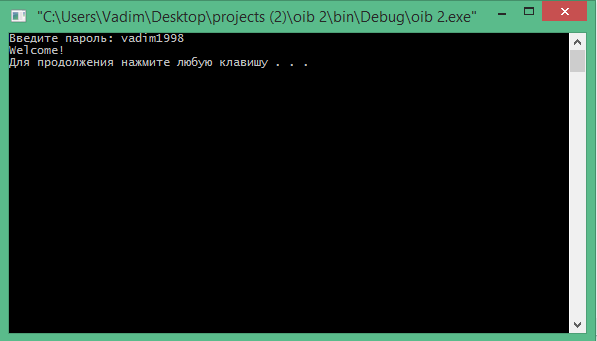 "C:\Users\Vadim\Desktop\projects (2)\oib 2\bin\Debug\oib 2.exe"
Введите пароль: vadim1998
Welcome!
Для продолжения нажмите любую клавишу . . .